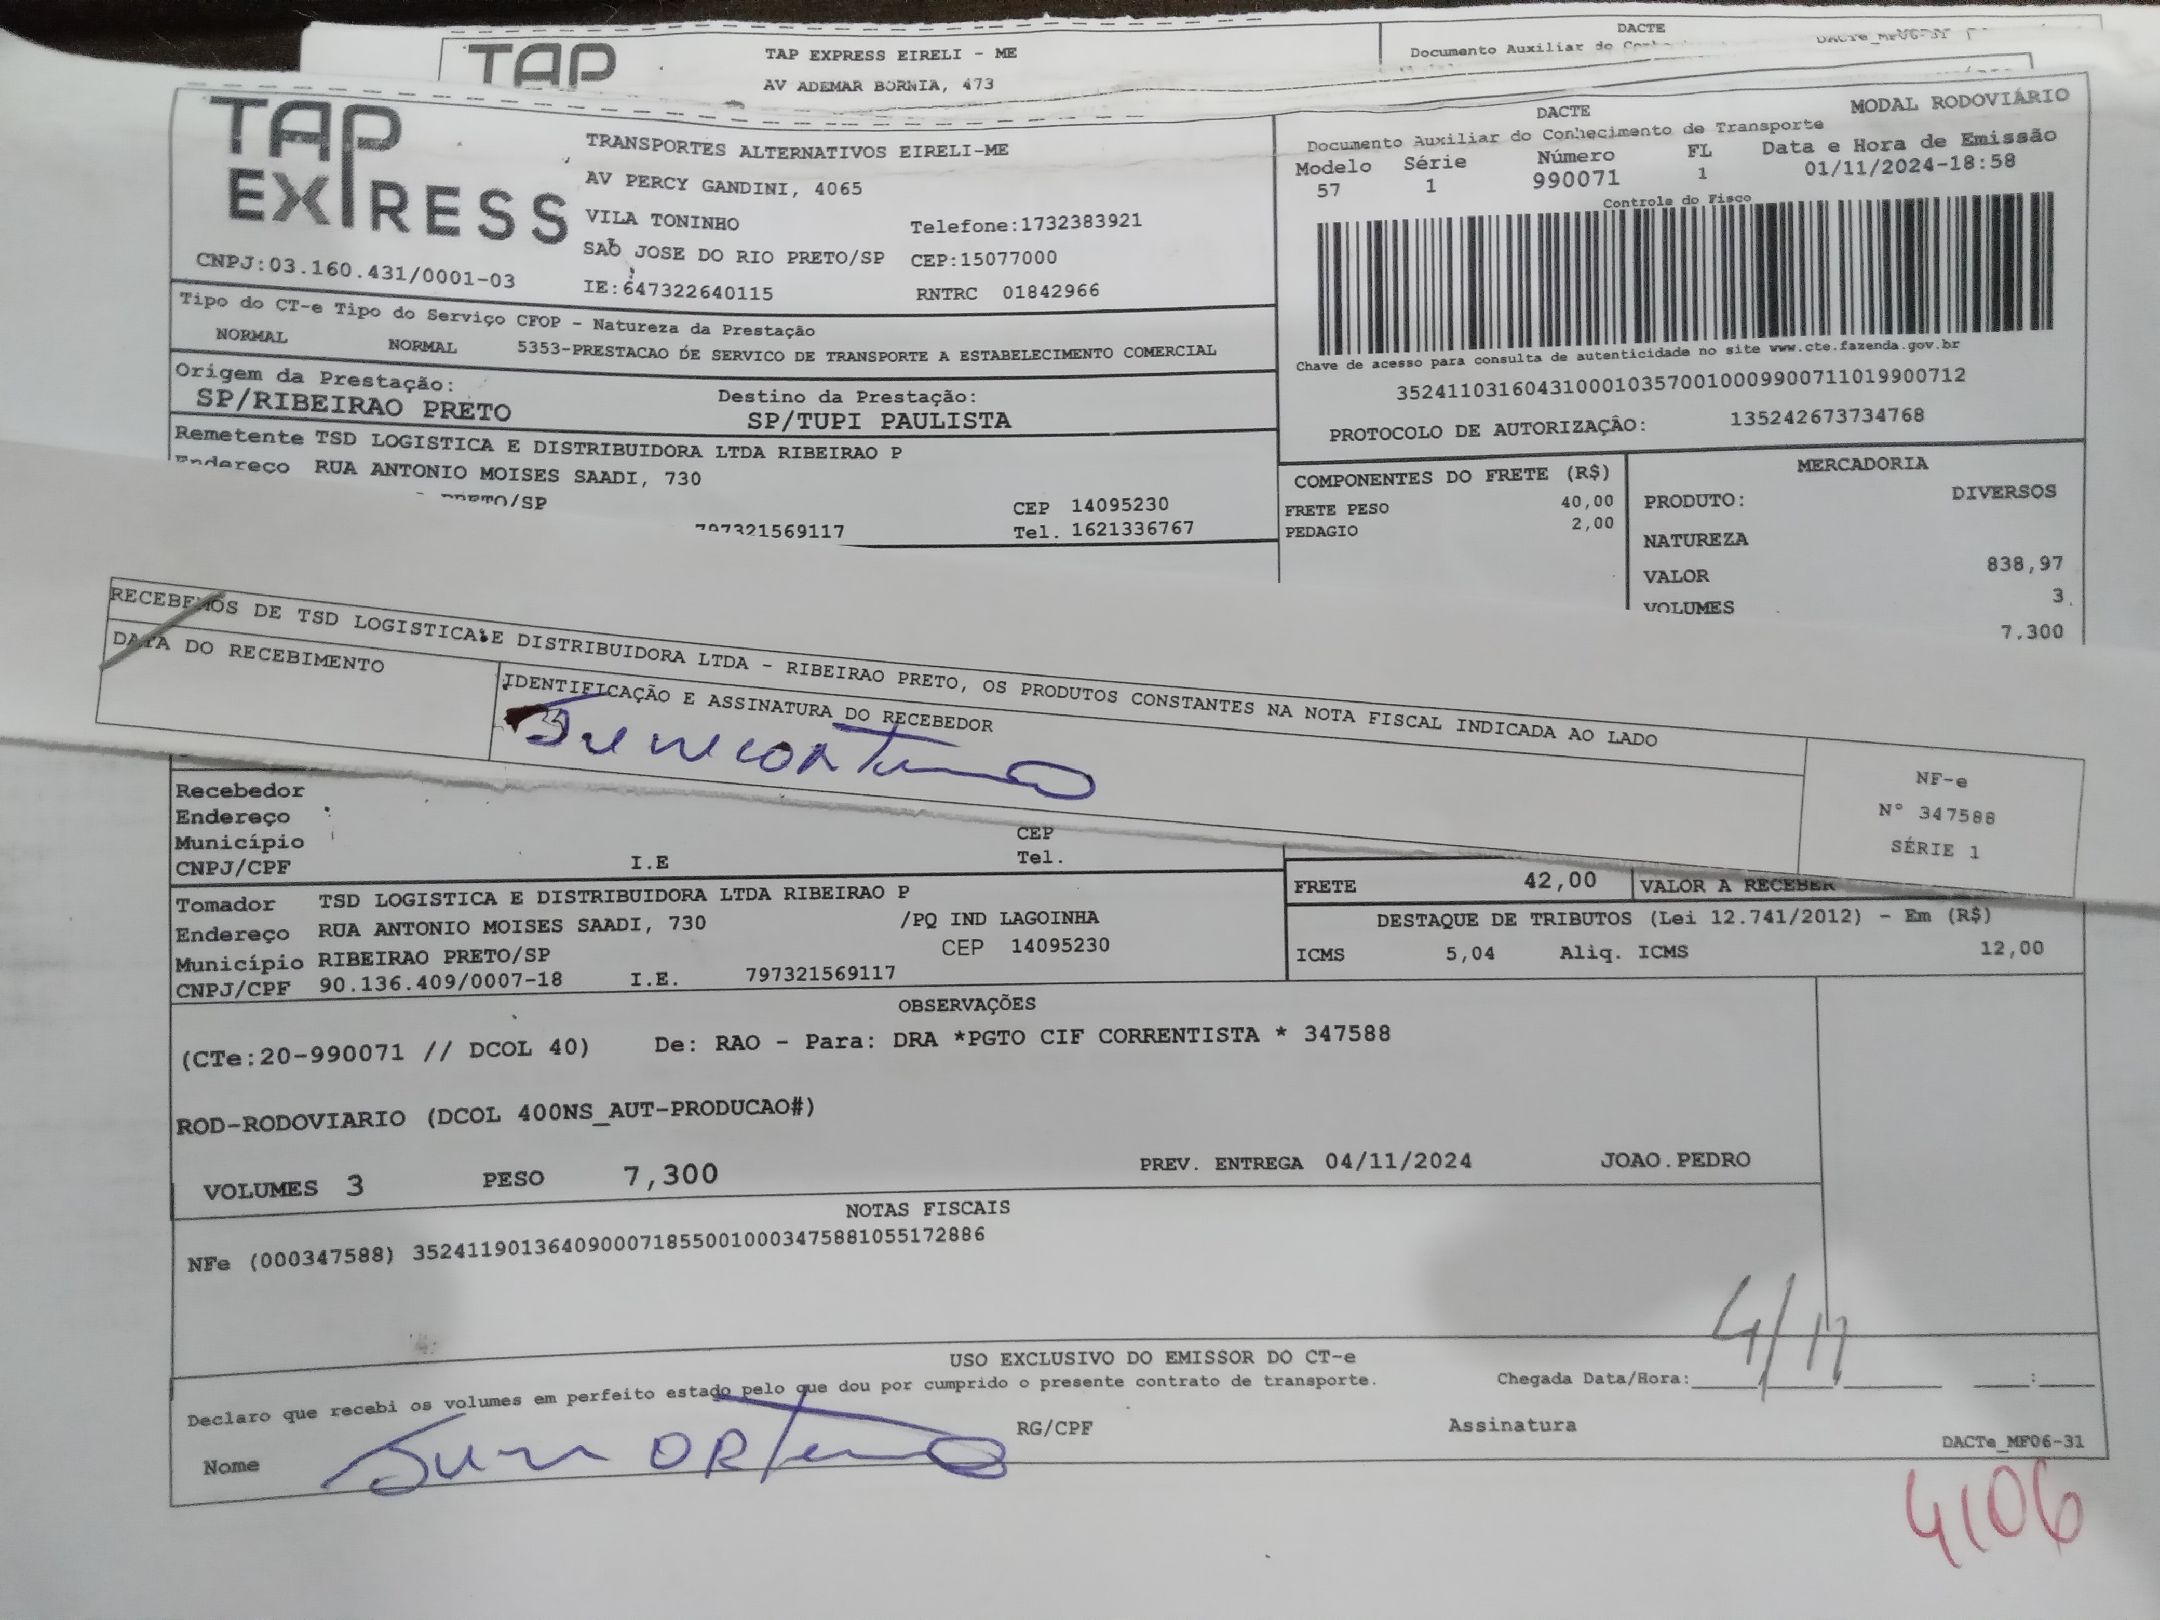 TAP
TAP EXPRESS EIRELI - ME
AV ADEMAR BORNIA, 473
DACTE
Documento Auxiliar do
TAP EXPRESS
CNPJ:03.160.431/0001-03
TRANSPORTES ALTERNATIVOS EIRELI-ME
AV PERCY GANDINI, 4065
VILA TONINHO
Telefone:1732383921
SAO JOSE DO RIO PRETO/SP CEP:15077000
IE:647322640115
RNTRC 01842966
DACTE
MODAL RODOVIÁRIO
Documento Auxiliar do Conhecimento de Transporte
Modelo Série Número FL Data e Hora de Emissão
57 1 990071 1 01/11/2024-18:58
Controle do Fisco
Chave de acesso para consulta de autenticidade no site www.cte.fazenda.gov.br
35241103160431000103570010009900711019900712
PROTOCOLO DE AUTORIZAÇÃO: 135242673734768
Tipo do CT-e Tipo do Serviço CFOP - Natureza da Prestação
NORMAL NORMAL 5353-PRESTACAO DE SERVICO DE TRANSPORTE A ESTABELECIMENTO COMERCIAL
Origem da Prestação:
SP/RIBEIRAO PRETO
Destino da Prestação:
SP/TUPI PAULISTA
Remetente TSD LOGISTICA E DISTRIBUIDORA LTDA RIBEIRAO P
Endereço RUA ANTONIO MOISES SAADI, 730
PRETO/SP
CEP 14095230
797321569117
Tel. 1621336767
COMPONENTES DO FRETE (R$)
FRETE PESO 40,00
PEDAGIO 2,00
MERCADORIA
PRODUTO: DIVERSOS
NATUREZA
VALOR 838,97
VOLUMES 3
7.300
RECEBEMOS DE TSD LOGISTICA E DISTRIBUIDORA LTDA - RIBEIRAO PRETO, OS PRODUTOS CONSTANTES NA NOTA FISCAL INDICADA AO LADO
DATA DO RECEBIMENTO
IDENTIFICAÇÃO E ASSINATURA DO RECEBEDOR
NF-e
N° 347588
SÉRIE 1
Recebedor
Endereço
Município
CEP
CNPJ/CPF
I.E
Tel.
FRETE 42,00
VALOR A RECEBER
Tomador TSD LOGISTICA E DISTRIBUIDORA LTDA RIBEIRAO P
Endereço RUA ANTONIO MOISES SAADI, 730 /PQ IND LAGOINHA
Município RIBEIRAO PRETO/SP CEP 14095230
CNPJ/CPF 90.136.409/0007-18 I.E. 797321569117
DESTAQUE DE TRIBUTOS (Lei 12.741/2012) - Em (R$)
ICMS 5,04 Aliq. ICMS 12,00
OBSERVAÇÕES
(CTe:20-990071 // DCOL 40) De: RAO - Para: DRA *PGTO CIF CORRENTISTA * 347588
ROD-RODOVIARIO (DCOL 400NS_AUT-PRODUCAO#)
VOLUMES 3 PESO 7,300 PREV. ENTREGA 04/11/2024 JOAO.PEDRO
NOTAS FISCAIS
NFe (000347588) 35241190136409000718550010003475881055172886
USO EXCLUSIVO DO EMISSOR DO CT-e
4/11
Declaro que recebi os volumes em perfeito estado pelo que dou por cumprido o presente contrato de transporte.
Chegada Data/Hora:
Nome
RG/CPF
Assinatura
DACTe_MF06-31
4106